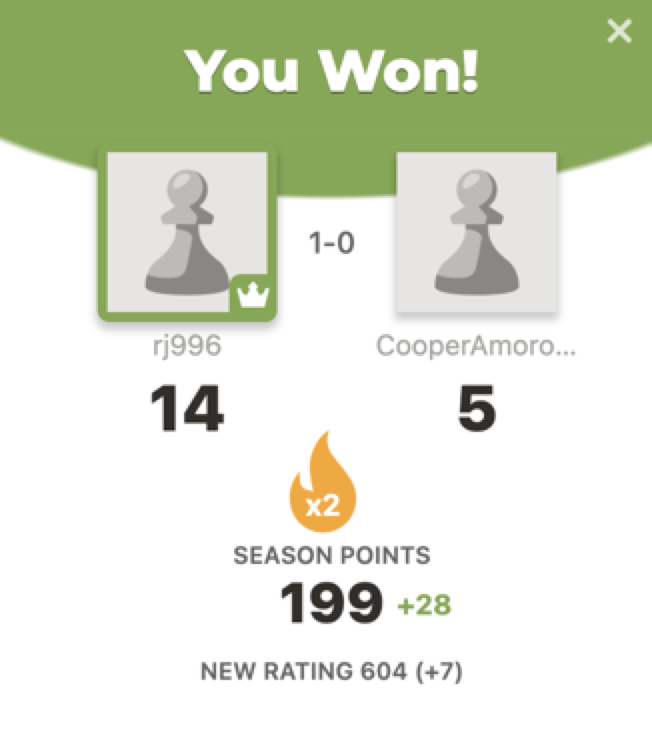 You Won!
1-0
rj996
CooperAmoro...
14
5
x2
SEASON POINTS
199 +28
NEW RATING 604 (+7)